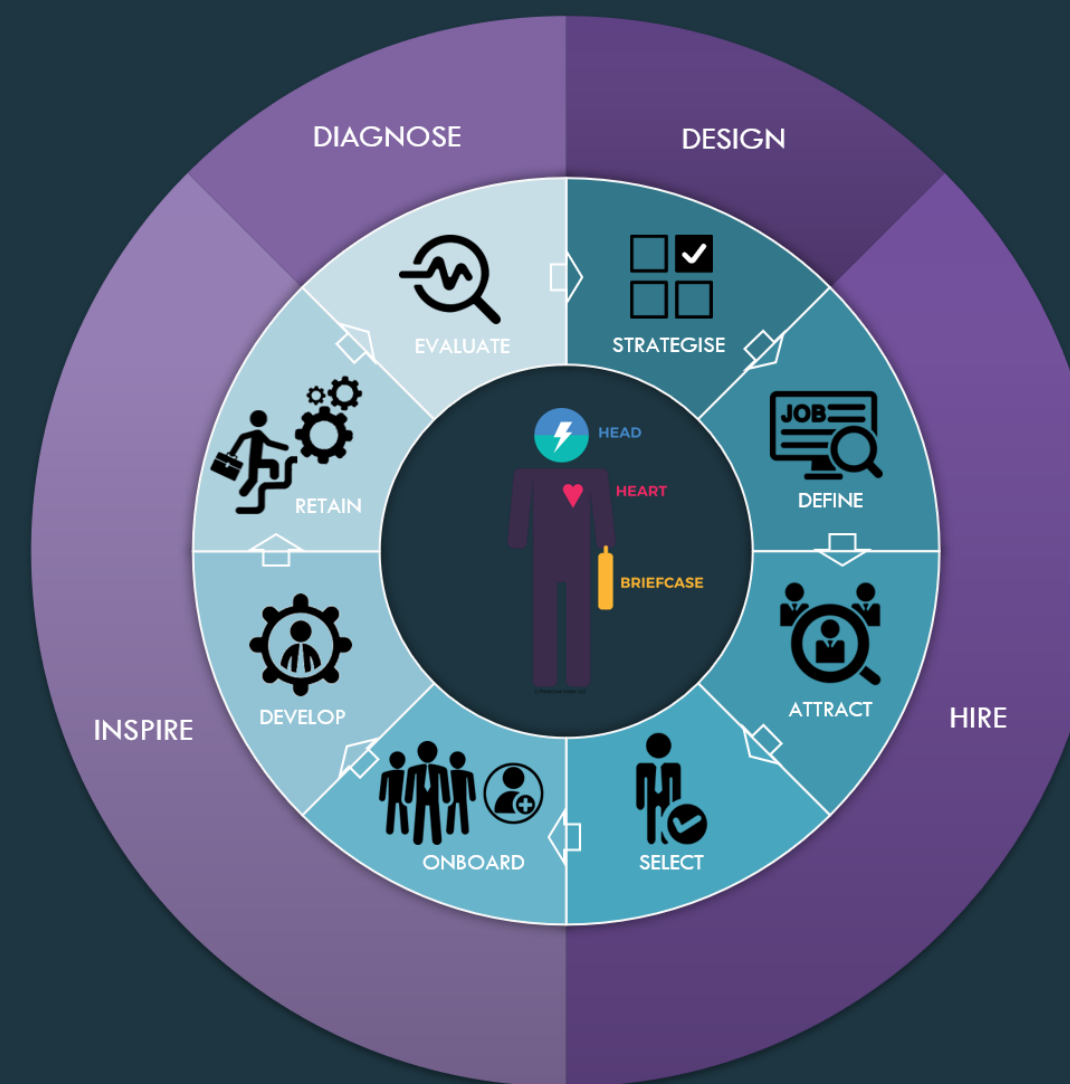 DIAGNOSE
DESIGN
EVALUATE
STRATEGISE
JOB
DEFINE
RETAIN
HEAD
HEART
BRIEFCASE
DEVELOP
ATTRACT
INSPIRE
HIRE
ONBOARD
SELECT